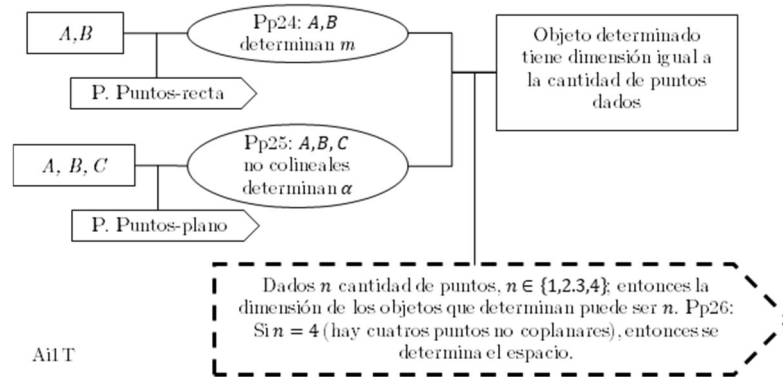 A,B
Pp24: A,B
determinan m
P. Puntos-recta
Objeto determinado
tiene dimensión igual a
la cantidad de puntos
dados
A, B, C
Pp25: A,B,C
no colineales
determinan α
P. Puntos-plano
Dados n cantidad de puntos, n ∈ {1,2.3,4}; entonces la
dimensión de los objetos que determinan puede ser n. Pp26:
Si n = 4 (hay cuatros puntos no coplanares), entonces se
determina el espacio.
Ai1T